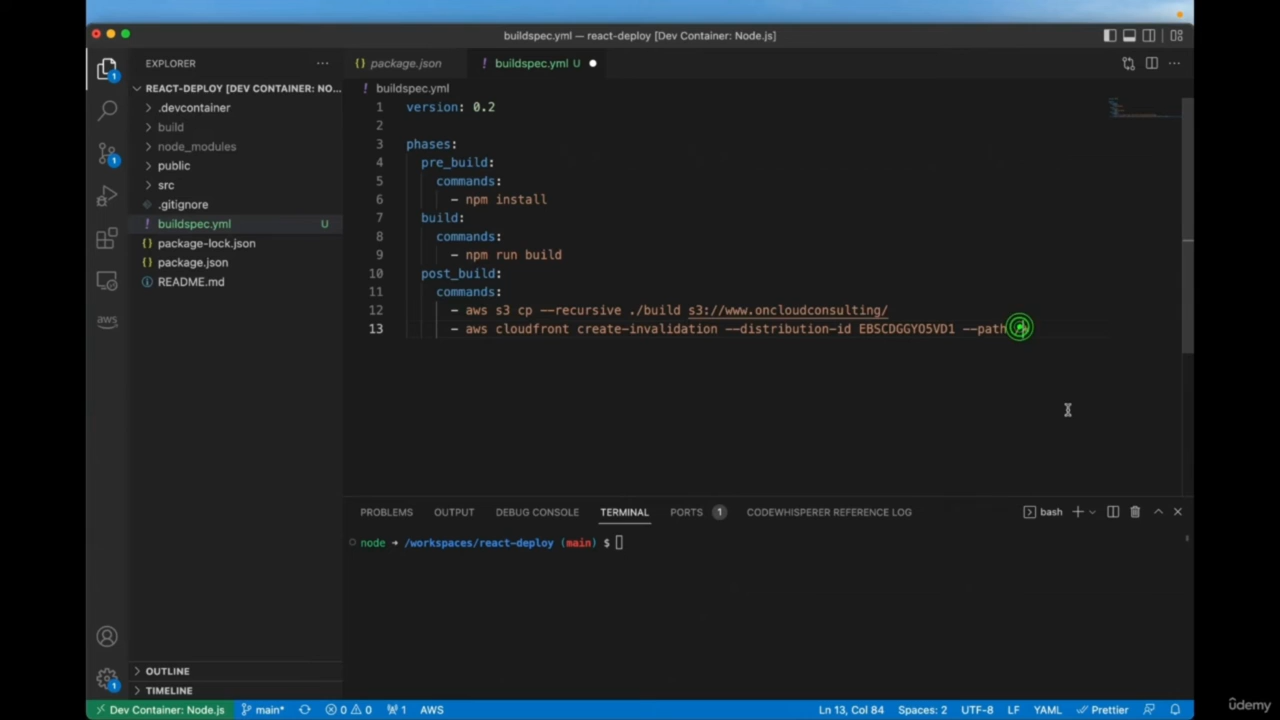 buildspec.yml — react-deploy [Dev Container: Node.js]
EXPLORER
REACT-DEPLOY [DEV CONTAINER: NO...
.devcontainer
build
node_modules
public
src
.gitignore
! buildspec.yml U
{} package-lock.json
{} package.json
README.md
OUTLINE
TIMELINE
aws
1
1
1
{} package.json
! buildspec.yml U
! buildspec.yml
1 version: 0.2
2
3 phases:
4 pre_build:
5 commands:
6 - npm install
7 build:
8 commands:
9 - npm run build
10 post_build:
11 commands:
12 - aws s3 cp --recursive ./build s3://www.oncloudconsulting/
13 - aws cloudfront create-invalidation --distribution-id EBSCDGGYO5VD1 --path
PROBLEMS OUTPUT DEBUG CONSOLE TERMINAL PORTS 1 CODEWHISPERER REFERENCE LOG
bash
node → /workspaces/react-deploy (main) $
Dev Container: Node.js main* 0 0 1 AWS Ln 13, Col 84 Spaces: 2 UTF-8 LF YAML Prettier
ûdemy